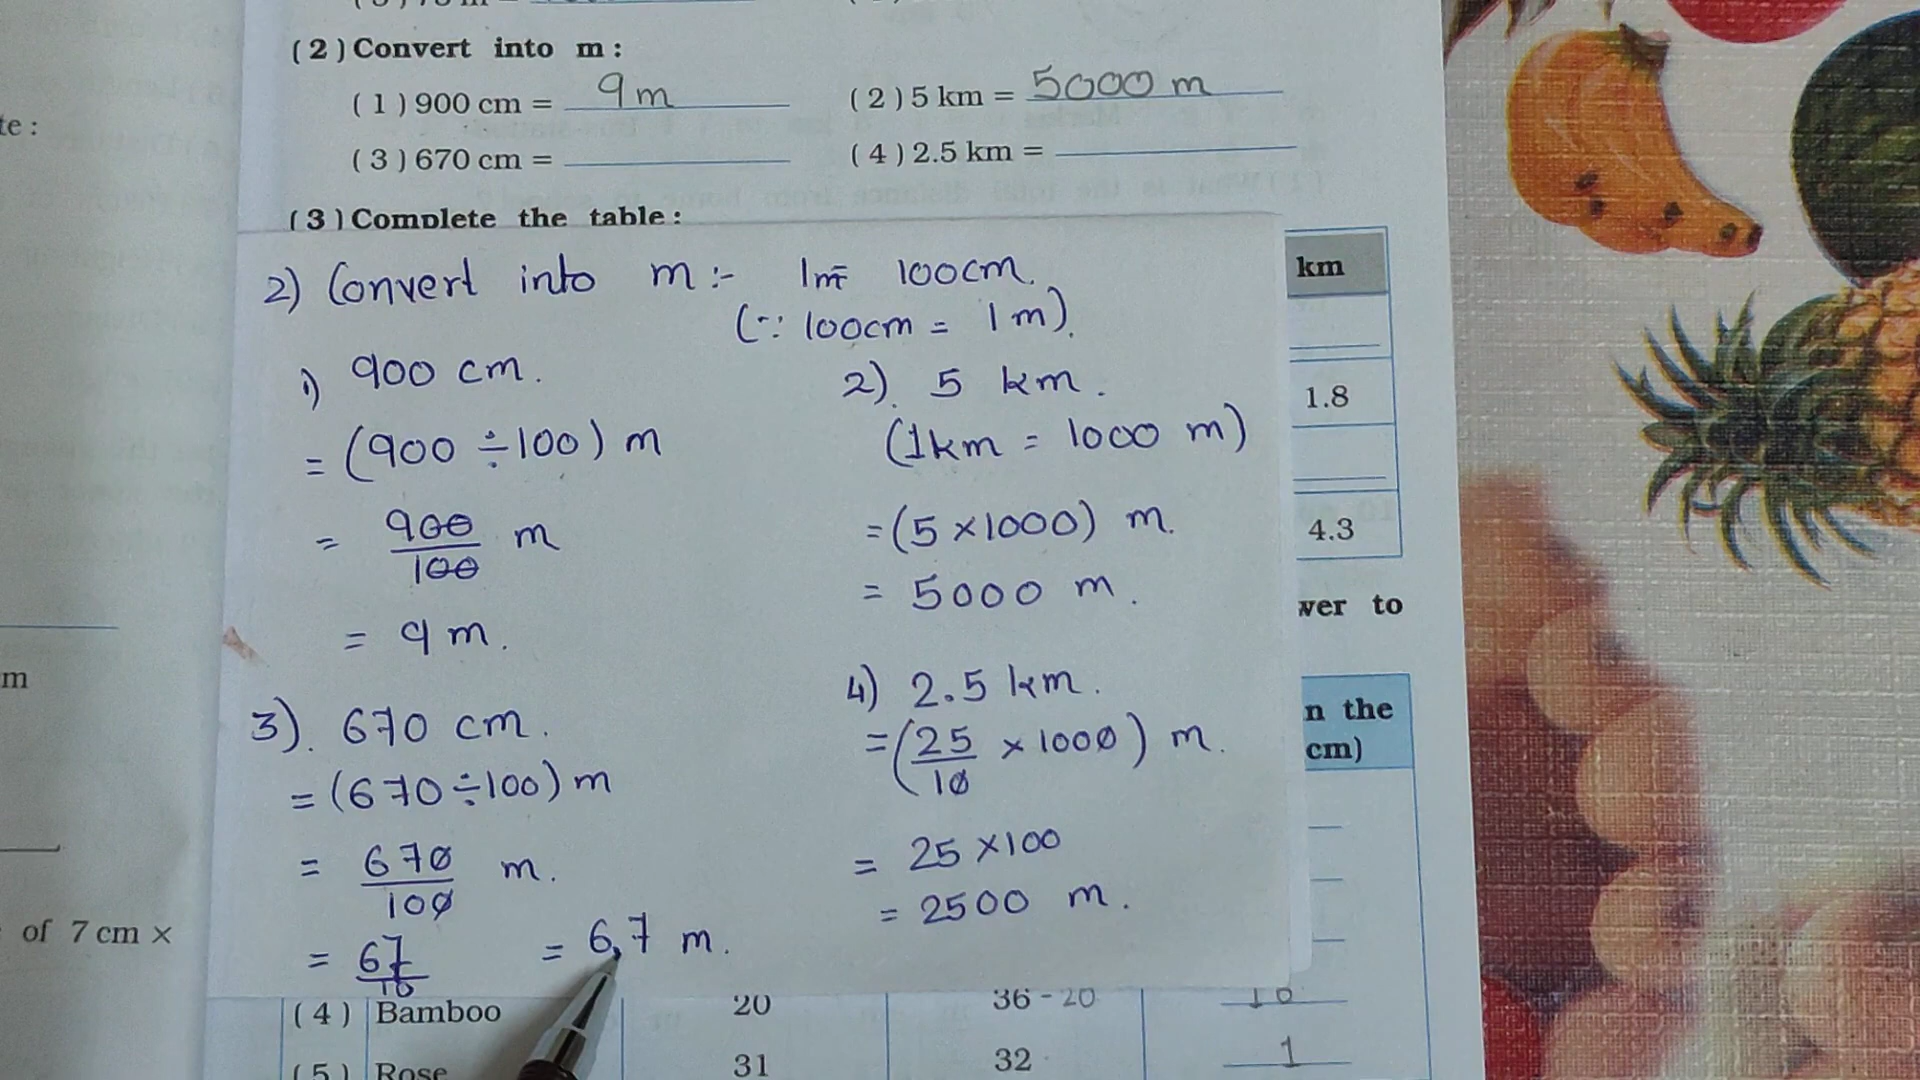 te :
m
of 7 cm ×
( 2 ) Convert into m :
( 1 ) 900 cm = 9 m
( 2 ) 5 km = 5000 m
( 3 ) 670 cm =
( 4 ) 2.5 km =
( 3 ) Complete the table :
2) Convert into m :- 1m = 100cm.
(∵ 100cm = 1 m).
1) 900 cm.
= (900 ÷ 100) m
= 900/100 m
= 9 m.
2). 5 km.
(1km = 1000 m)
= (5 × 1000) m.
= 5000 m.
3). 670 cm.
= (670 ÷ 100) m
= 670/100 m.
= 67/10 = 6.7 m.
4) 2.5 km.
= (25/10 × 1000) m.
= 25 × 100
= 2500 m.
km
1.8
4.3
wer to
n the
cm)
( 4 ) Bamboo 20 36 - 20
( 5 ) Rose 31 32 1